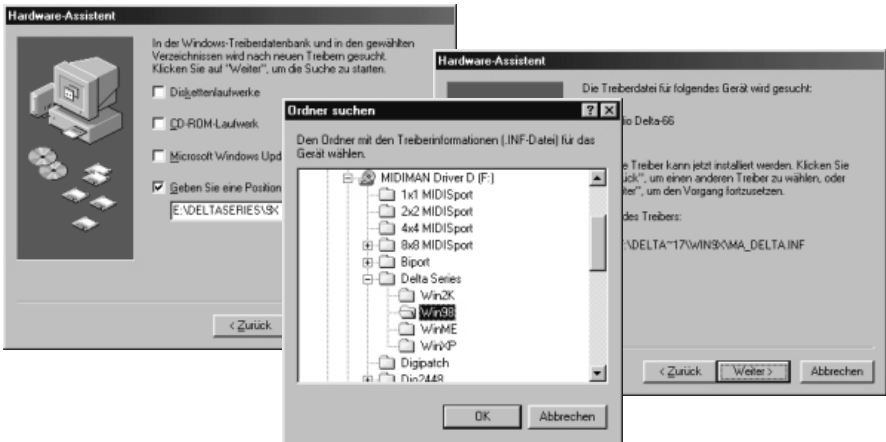 Hardware-Assistent
In der Windows-Treiberdatenbank und in den gewählten
Verzeichnissen wird nach neuen Treibern gesucht.
Klicken Sie auf "Weiter", um die Suche zu starten.
Diskettenlaufwerke
CD-ROM-Laufwerk
Microsoft Windows Upd
Geben Sie eine Position
E:\DELTASERIES\9X
< Zurück
Ordner suchen
Den Ordner mit den Treiberinformationen (.INF-Datei) für das
Gerät wählen.
MIDIMAN Driver D (F:)
1x1 MIDISport
2x2 MIDISport
4x4 MIDISport
8x8 MIDISport
Biport
Delta Series
Win2K
Win98
WinME
WinXP
Digipatch
Dio2448
OK
Abbrechen
Hardware-Assistent
Die Treiberdatei für folgendes Gerät wird gesucht:
io Delta-66
e Treiber kann jetzt installiert werden. Klicken Sie
ück", um einen anderen Treiber zu wählen, oder
ter", um den Vorgang fortzusetzen.
des Treibers:
:\DELTA~17\WIN9X\MA_DELTA.INF
< Zurück
Weiter >
Abbrechen